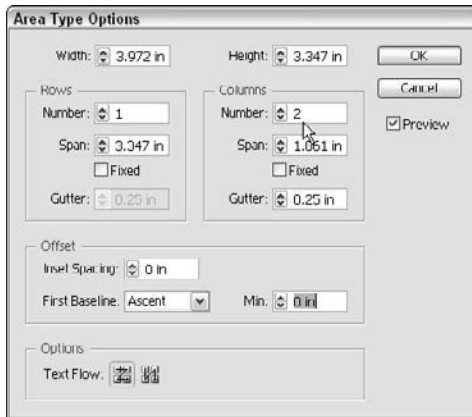 Area Type Options
Width: 3.972 in
Height: 3.347 in
OK
Cancel
Preview
Rows
Number: 1
Span: 3.347 in
Fixed
Gutter: 0.25 in
Columns
Number: 2
Span: 1.061 in
Fixed
Gutter: 0.25 in
Offset
Inset Spacing: 0 in
First Baseline. Ascent
Min. 0 in
Options
Text Flow.